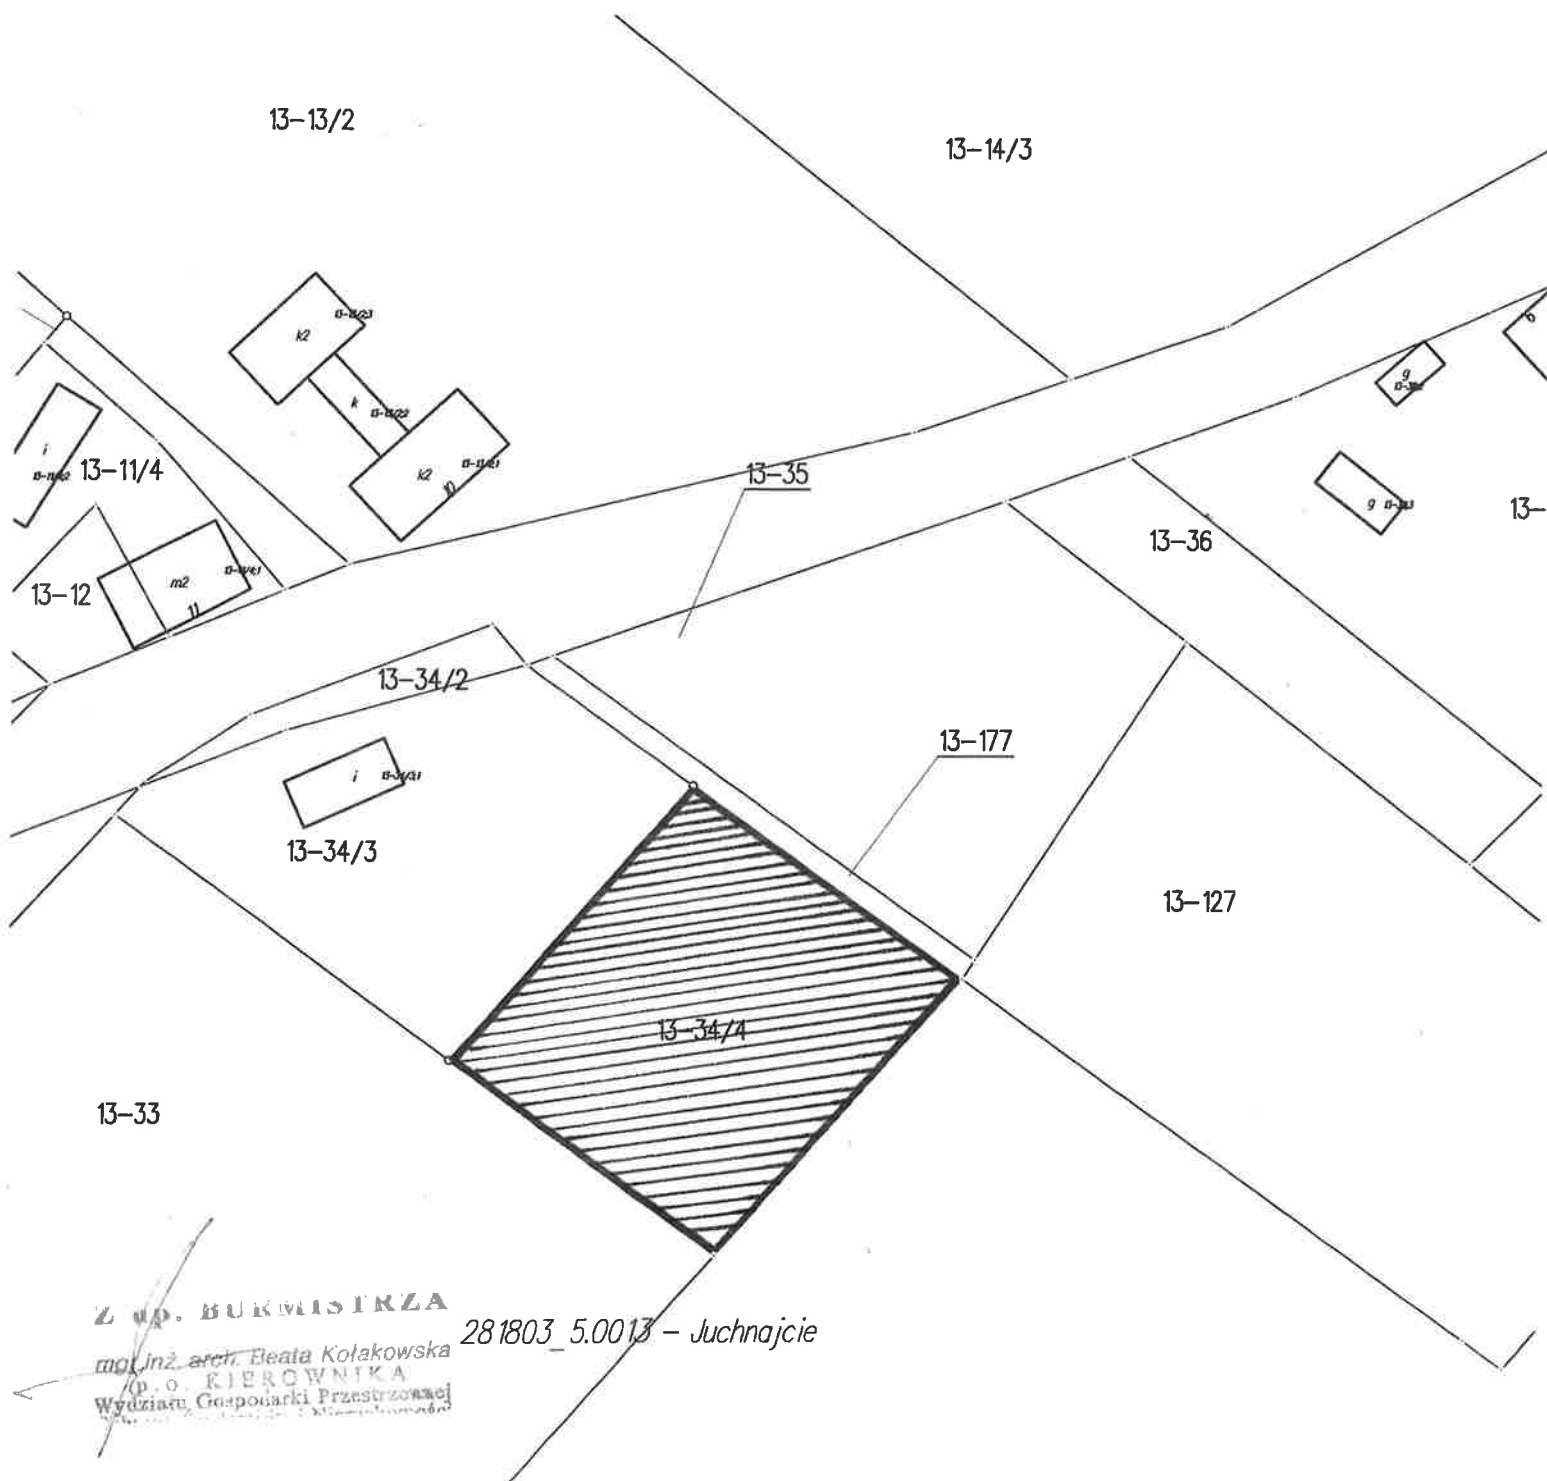 13-13/2
13-14/3
k2
k
k2
10
g
g
i
13-11/4
13-35
13-
13-36
m2
11
13-12
13-34/2
13-177
i
13-34/3
13-127
13-34/4
13-33
Z up. BURMISTRZA
281803_5.0013 - Juchnajcie
mgr inż. arch. Beata Kołakowska
p.o. KIEROWNIKA
Wydziału Gospodarki Przestrzennej